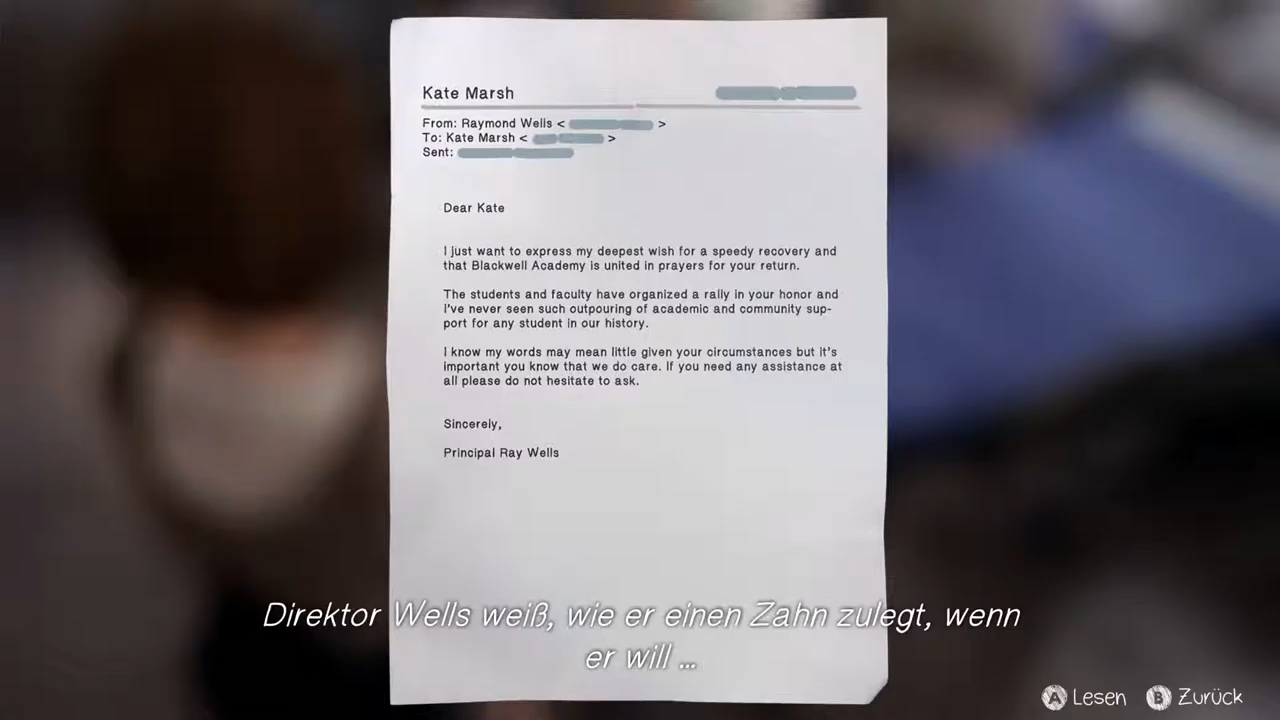 Kate Marsh
From: Raymond Wells < >
To: Kate Marsh < >
Sent:
Dear Kate
I just want to express my deepest wish for a speedy recovery and
that Blackwell Academy is united in prayers for your return.
The students and faculty have organized a rally in your honor and
I've never seen such outpouring of academic and community sup-
port for any student in our history.
I know my words may mean little given your circumstances but it's
important you know that we do care. If you need any assistance at
all please do not hesitate to ask.
Sincerely,
Principal Ray Wells
Direktor Wells weiß, wie er einen Zahn zulegt, wenn
er will ...
A Lesen B Zurück